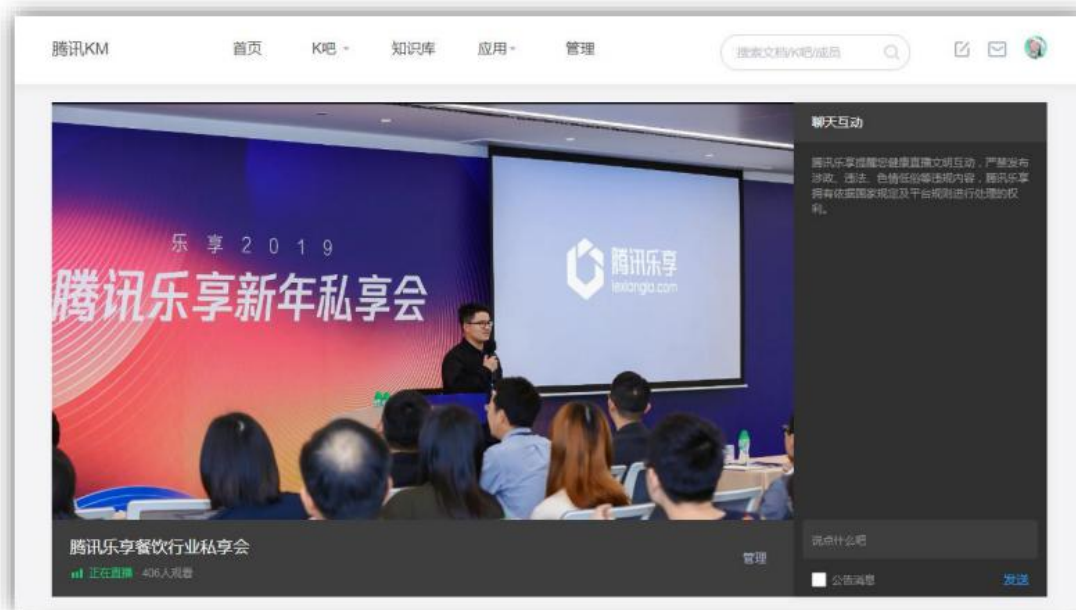 腾讯KM
首页
K吧
知识库
应用
管理
搜索文档/K吧/成员
乐享2019
腾讯乐享新年私享会
腾讯乐享
lexiangla.com
聊天互动
腾讯乐享提醒您健康直播文明互动，严禁发布
涉政、违法、色情低俗等违规内容，腾讯乐享
拥有依据国家规定及平台规则进行处理的权
利。
腾讯乐享餐饮行业私享会
正在直播 · 406人观看
管理
说点什么吧
公告消息
发送